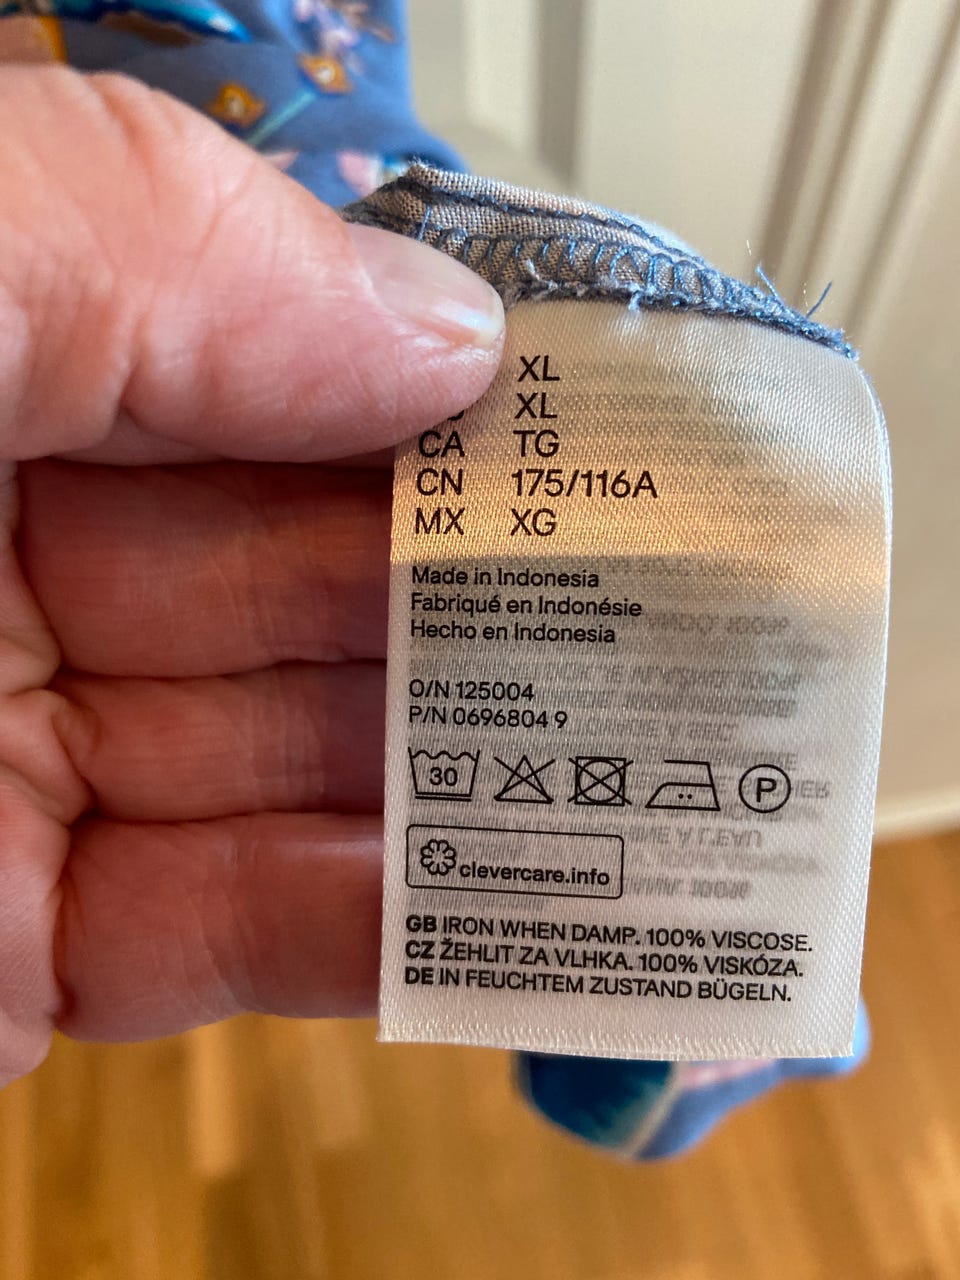 XL
XL
CA TG
CN 175/116A
MX XG
Made in Indonesia
Fabriqué en Indonésie
Hecho en Indonesia
O/N 125004
P/N 0696804 9
30
P
clevercare.info
GB IRON WHEN DAMP. 100% VISCOSE.
CZ ŽEHLIT ZA VLHKA. 100% VISKÓZA.
DE IN FEUCHTEM ZUSTAND BÜGELN.